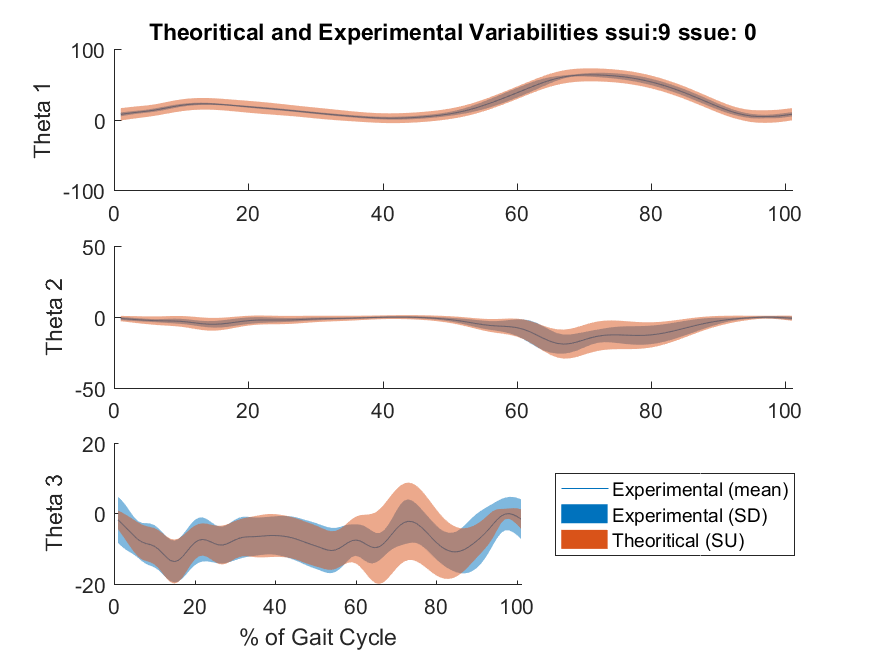 Theoritical and Experimental Variabilities ssui:9 ssue: 0
100
0
-100
Theta 1
0 20 40 60 80 100
50
0
-50
Theta 2
0 20 40 60 80 100
20
0
-20
Theta 3
0 20 40 60 80 100
% of Gait Cycle
Experimental (mean)
Experimental (SD)
Theoritical (SU)